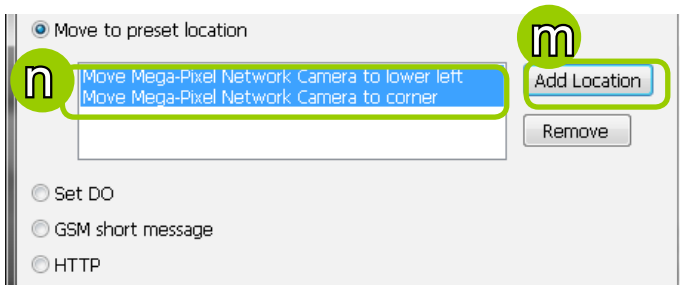 Move to preset location
m
n
Move Mega-Pixel Network Camera to lower left
Add Location
Move Mega-Pixel Network Camera to corner
Remove
Set DO
GSM short message
HTTP